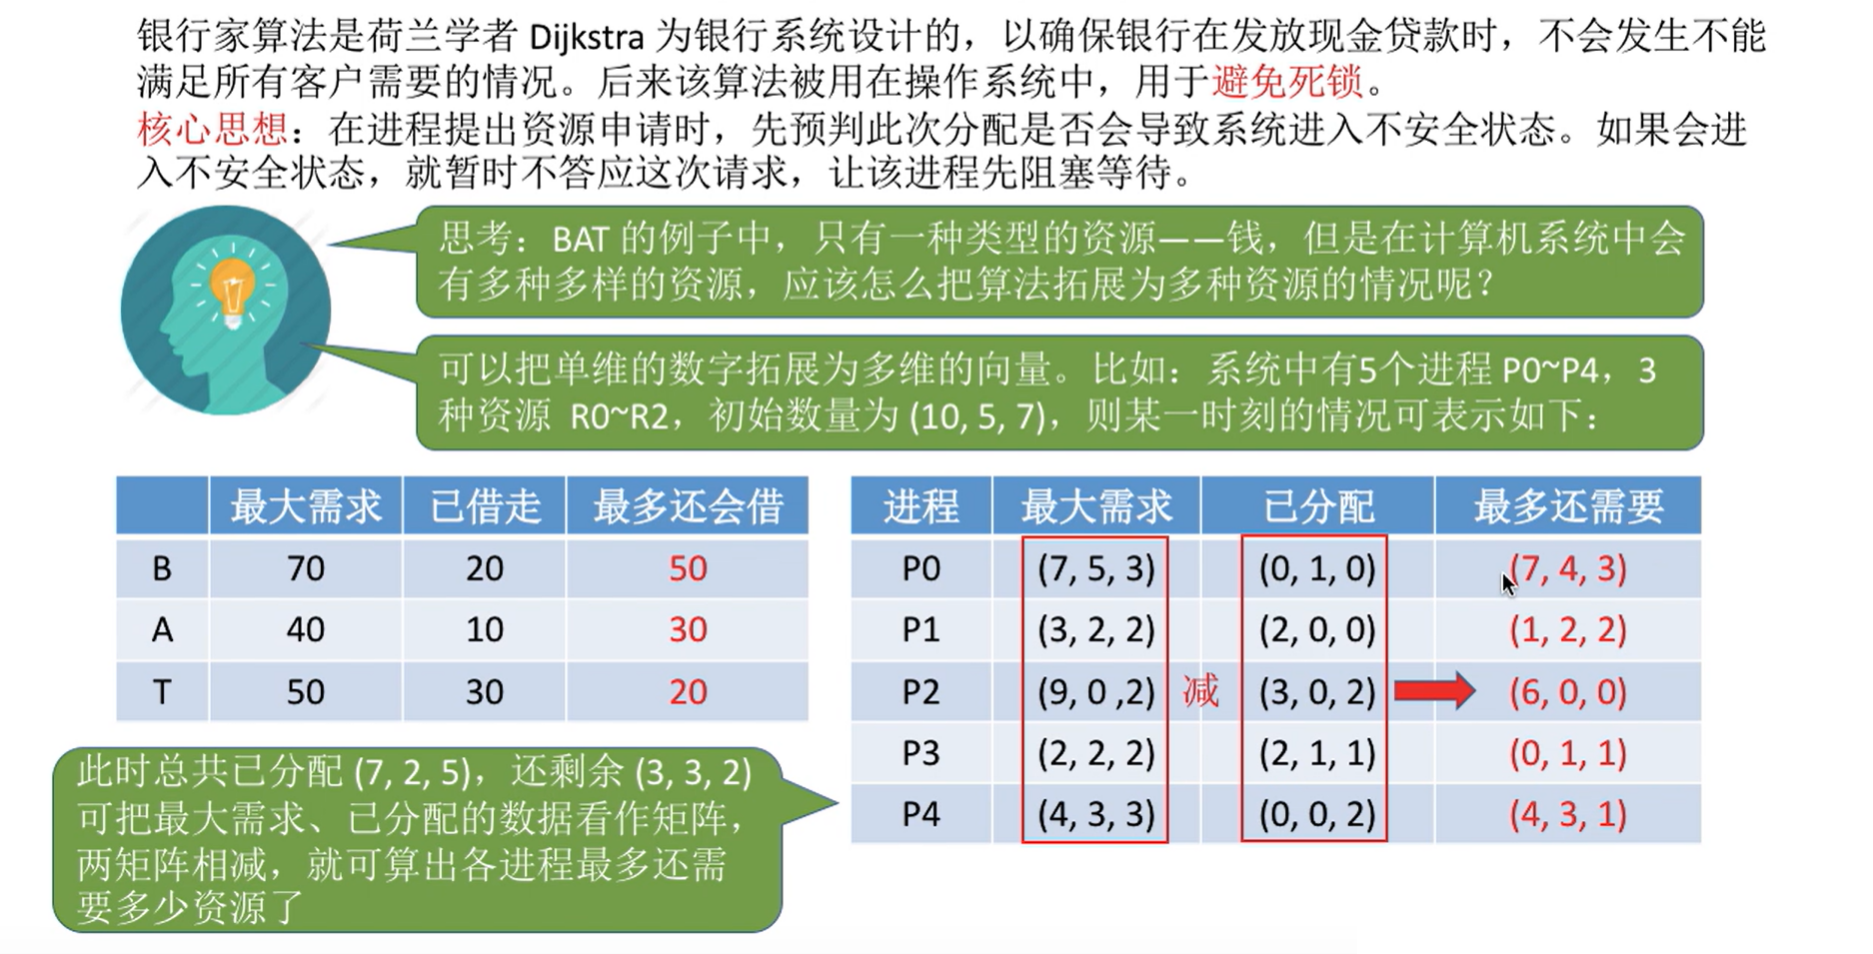 银行家算法是荷兰学者 Dijkstra 为银行系统设计的，以确保银行在发放现金贷款时，不会发生不能
满足所有客户需要的情况。后来该算法被用在操作系统中，用于避免死锁。
核心思想：在进程提出资源申请时，先预判此次分配是否会导致系统进入不安全状态。如果会进
入不安全状态，就暂时不答应这次请求，让该进程先阻塞等待。
思考：BAT 的例子中，只有一种类型的资源——钱，但是在计算机系统中会
有多种多样的资源，应该怎么把算法拓展为多种资源的情况呢？
可以把单维的数字拓展为多维的向量。比如：系统中有5个进程 P0~P4，3
种资源 R0~R2，初始数量为 (10, 5, 7)，则某一时刻的情况可表示如下：
最大需求 已借走 最多还会借
B 70 20 50
A 40 10 30
T 50 30 20
进程 最大需求 已分配 最多还需要
P0 (7, 5, 3) (0, 1, 0) (7, 4, 3)
P1 (3, 2, 2) (2, 0, 0) (1, 2, 2)
P2 (9, 0 ,2) 减 (3, 0, 2) (6, 0, 0)
P3 (2, 2, 2) (2, 1, 1) (0, 1, 1)
P4 (4, 3, 3) (0, 0, 2) (4, 3, 1)
此时总共已分配 (7, 2, 5)，还剩余 (3, 3, 2)
可把最大需求、已分配的数据看作矩阵，
两矩阵相减，就可算出各进程最多还需
要多少资源了